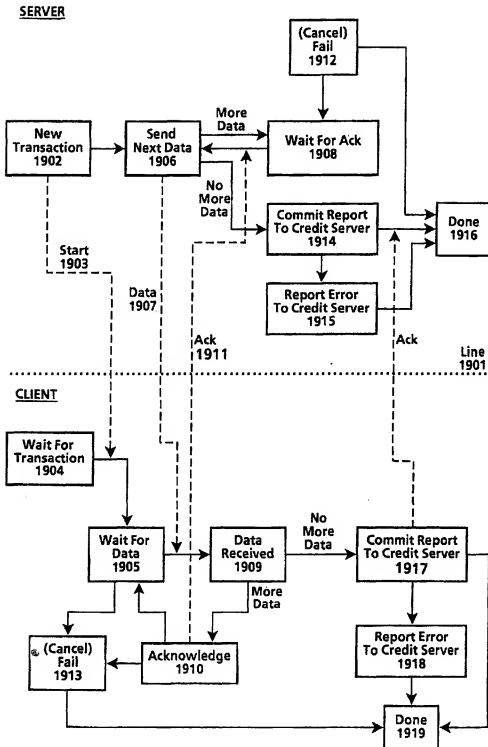 SERVER
(Cancel)
Fail
1912
New
Transaction
1902
Send
Next Data
1906
More
Data
Wait For Ack
1908
No
More
Data
Commit Report
To Credit Server
1914
Done
1916
Start
1903
Data
1907
Report Error
To Credit Server
1915
Ack
1911
Ack
Line
1901
CLIENT
Wait For
Transaction
1904
Wait For
Data
1905
Data
Received
1909
No
More
Data
Commit Report
To Credit Server
1917
More
Data
(Cancel)
Fail
1913
Acknowledge
1910
Report Error
To Credit Server
1918
Done
1919